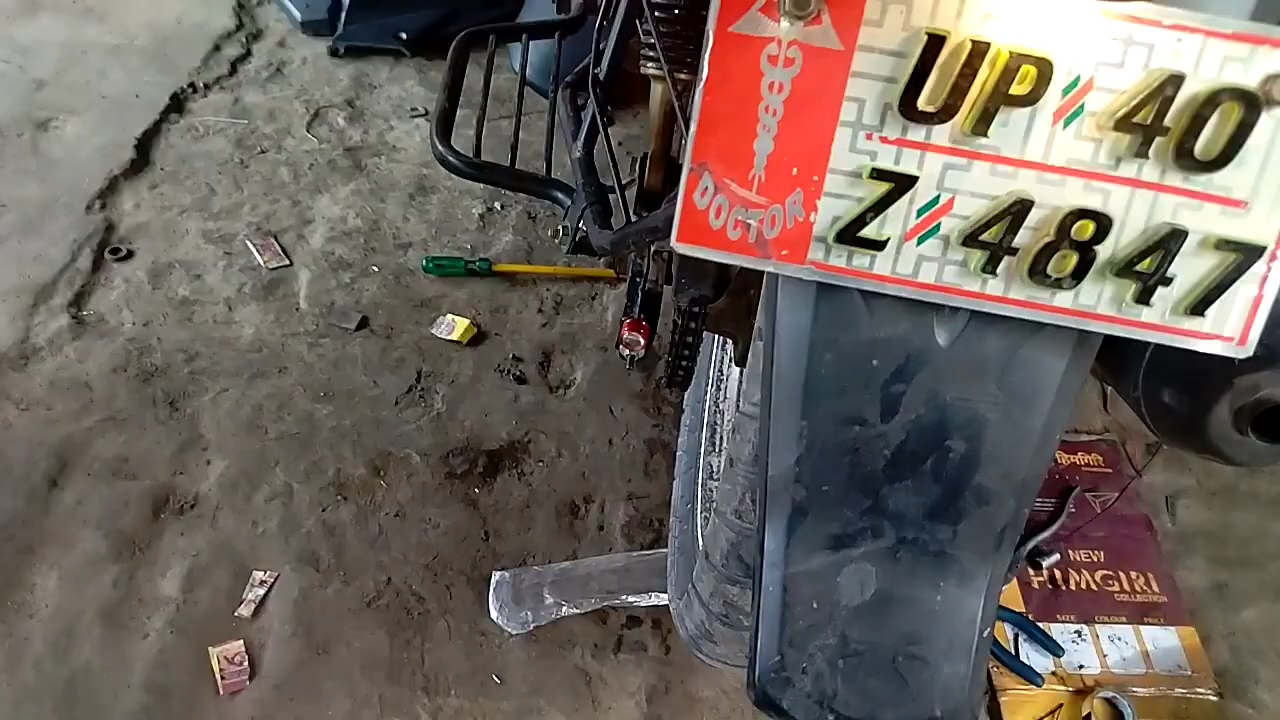 DOCTOR
UP 40
Z 4847
हिमगिरि
NEW
HIMGIRI
COLLECTION
SIZE COLOUR PRICE